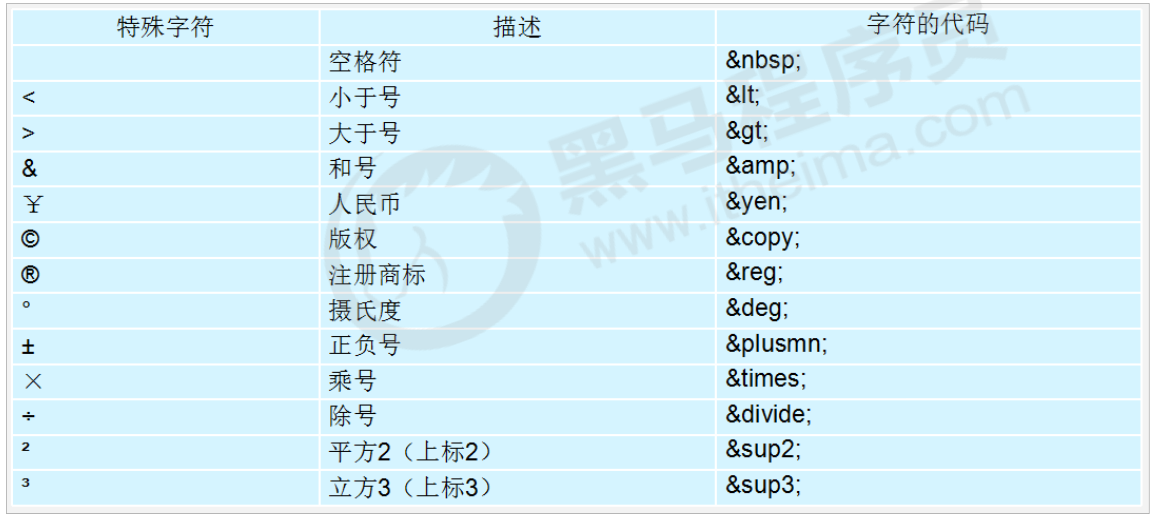 特殊字符 描述 字符的代码
空格符 &nbsp;
< 小于号 &lt;
> 大于号 &gt;
& 和号 &amp;
¥ 人民币 &yen;
© 版权 &copy;
® 注册商标 &reg;
° 摄氏度 &deg;
± 正负号 &plusmn;
× 乘号 &times;
÷ 除号 &divide;
² 平方2（上标2） &sup2;
³ 立方3（上标3） &sup3;
黑马程序员
www.itheima.com